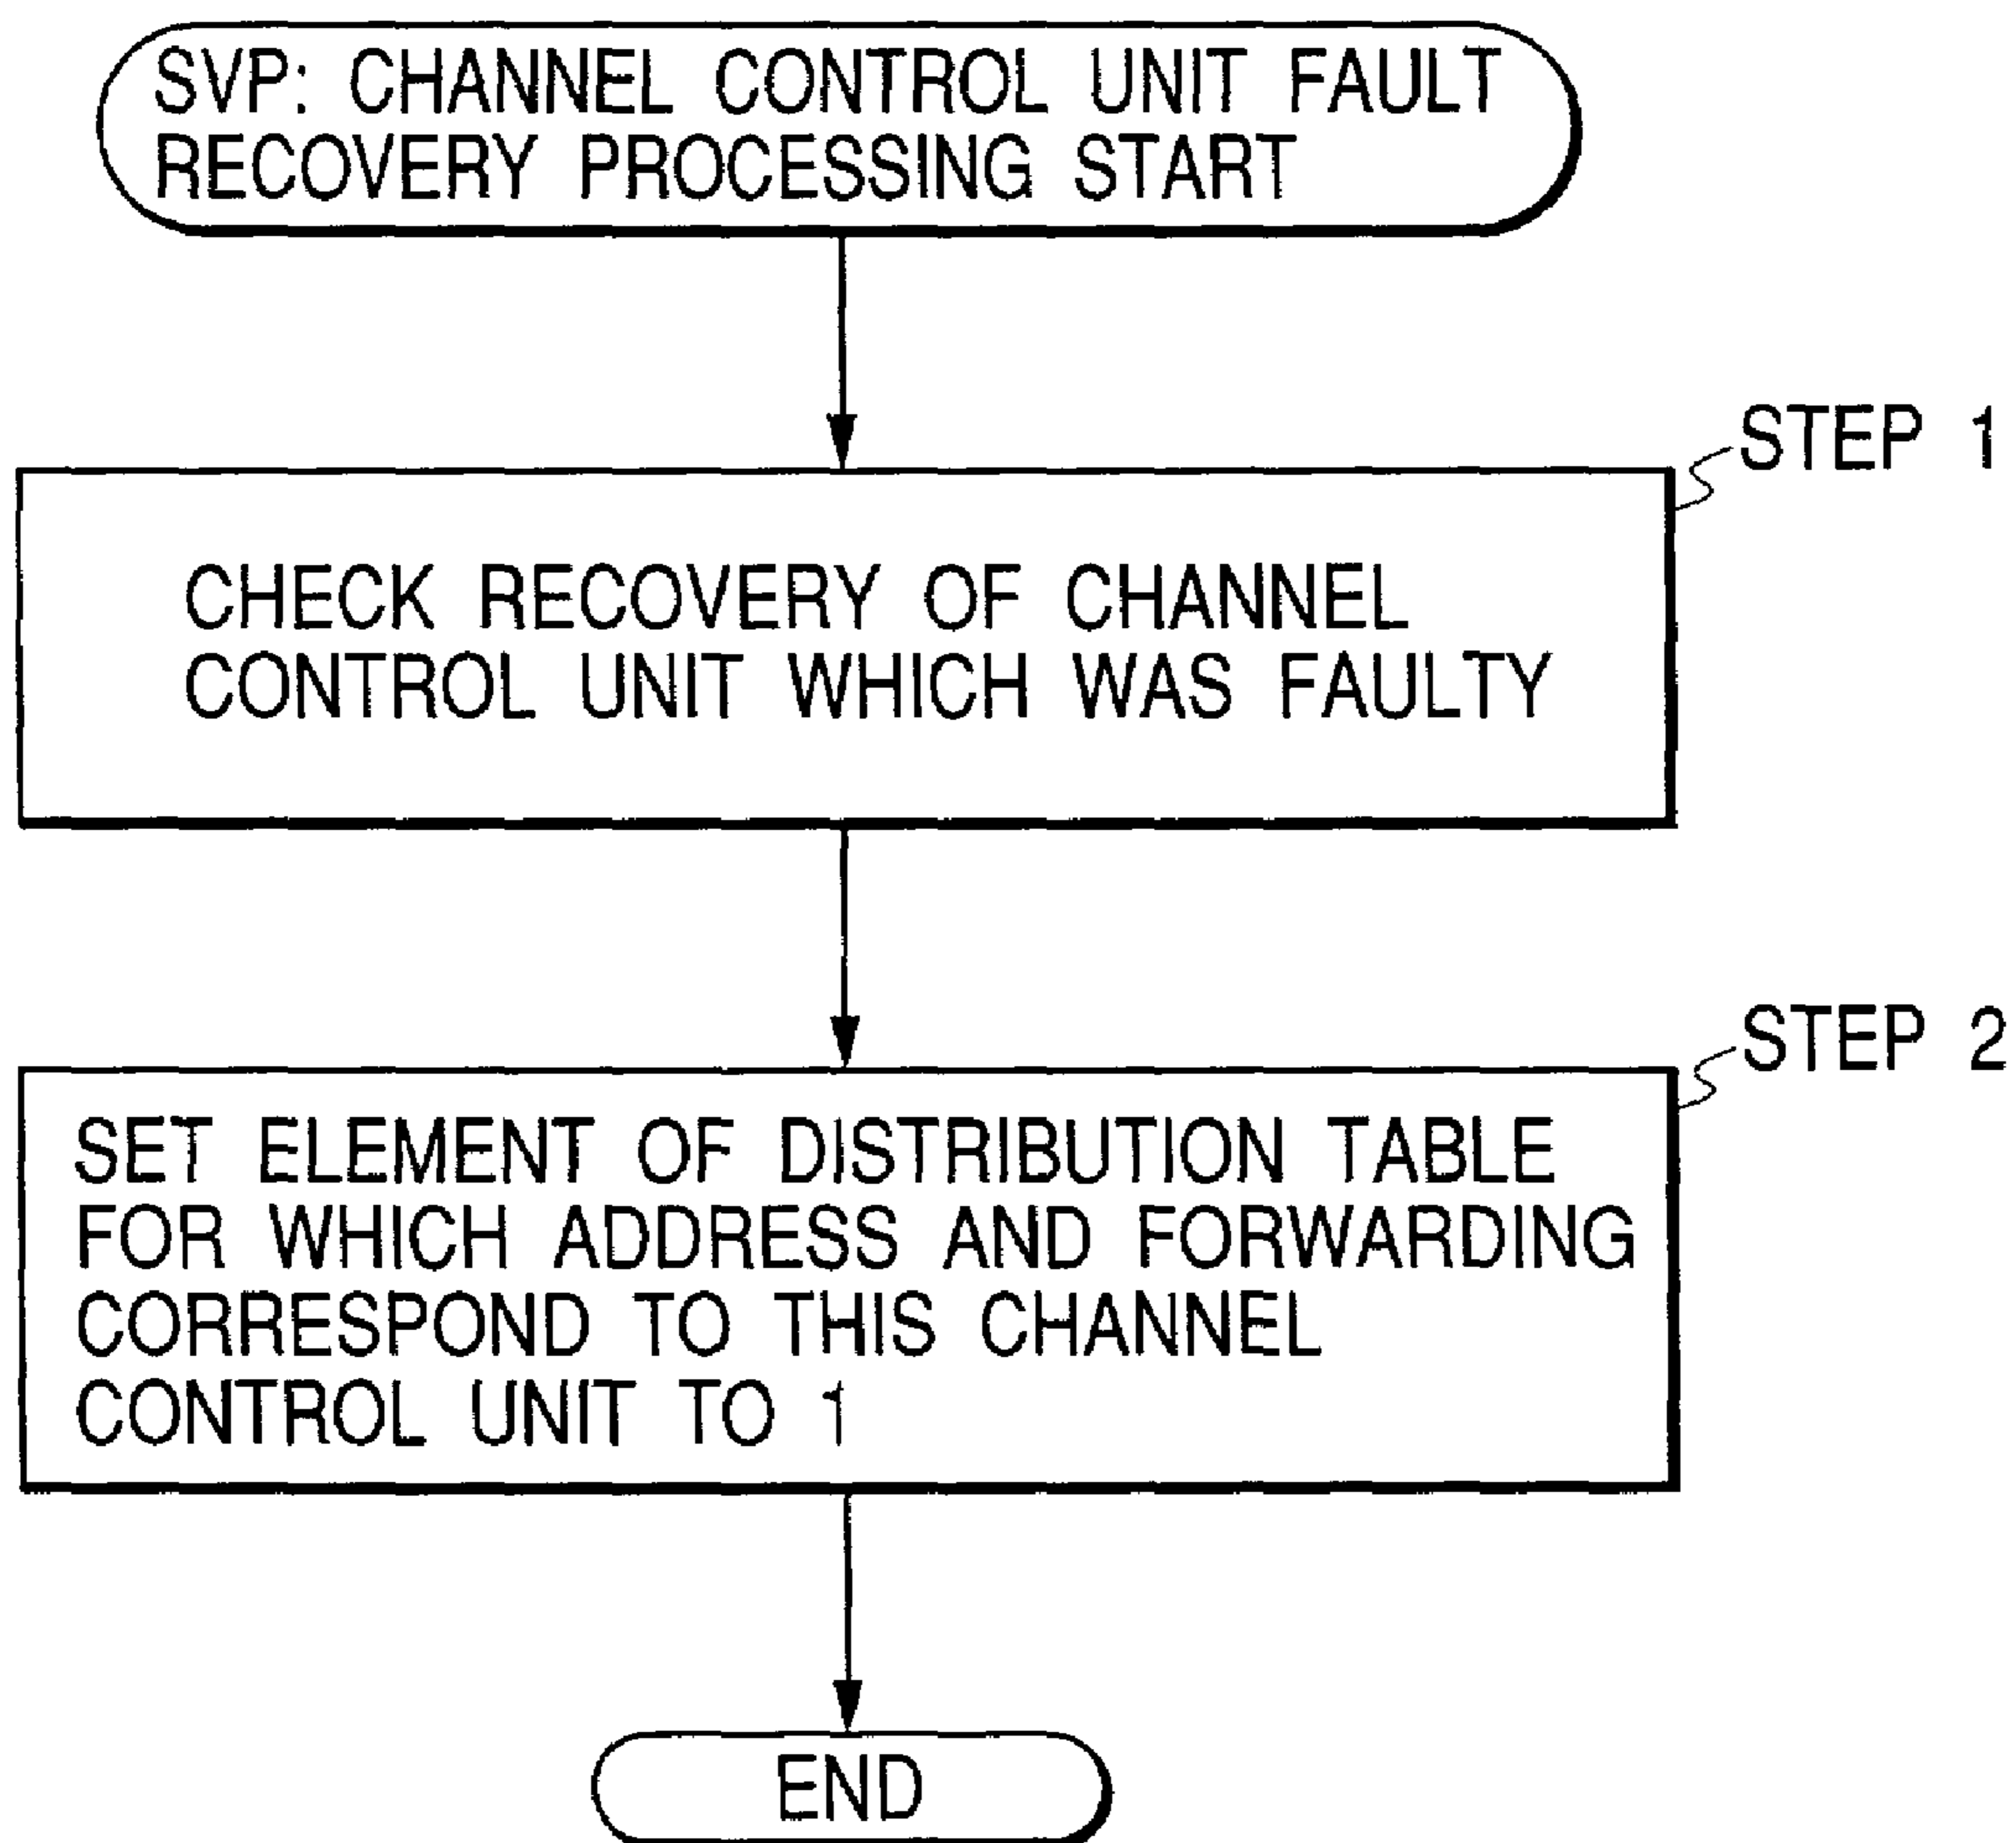 SVP: CHANNEL CONTROL UNIT FAULT
RECOVERY PROCESSING START
STEP 1
CHECK RECOVERY OF CHANNEL
CONTROL UNIT WHICH WAS FAULTY
STEP 2
SET ELEMENT OF DISTRIBUTION TABLE
FOR WHICH ADDRESS AND FORWARDING
CORRESPOND TO THIS CHANNEL
CONTROL UNIT TO 1
END